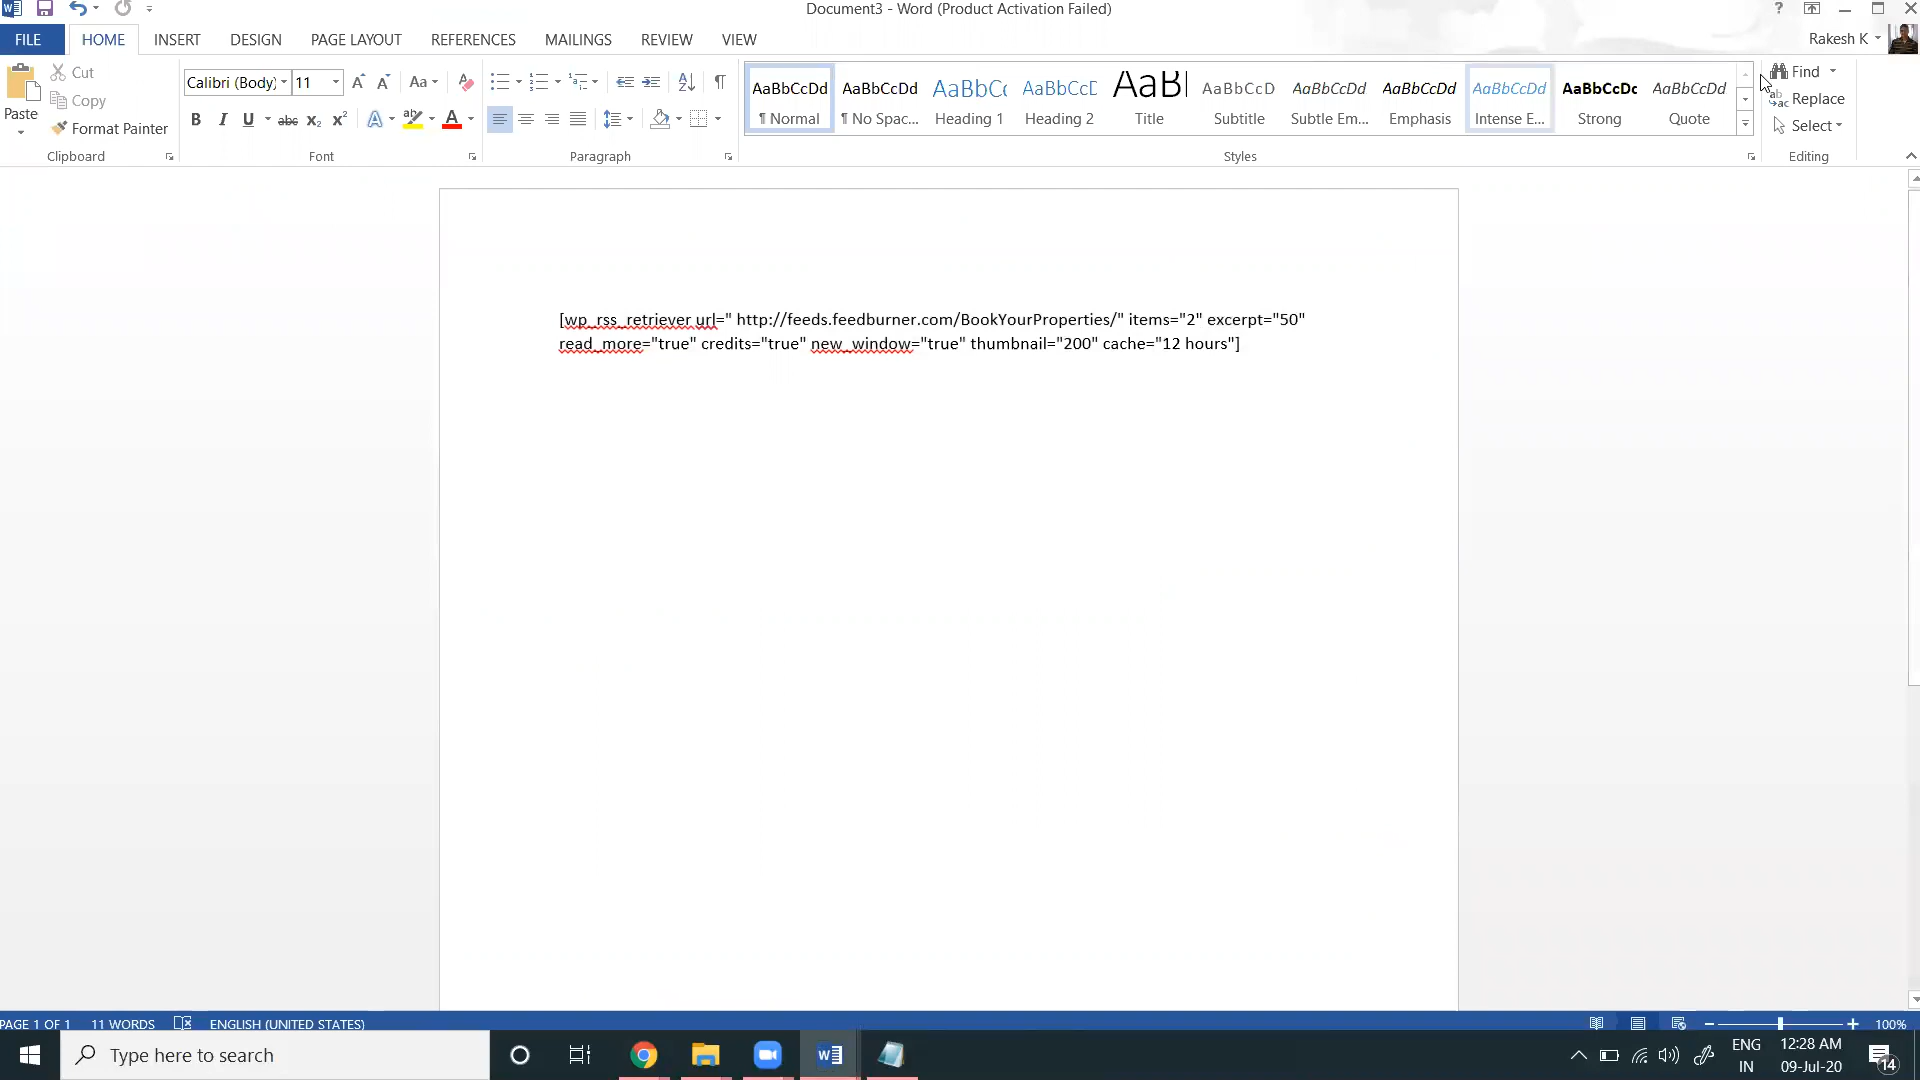 Document3 - Word (Product Activation Failed)
?
FILE HOME INSERT DESIGN PAGE LAYOUT REFERENCES MAILINGS REVIEW VIEW
Rakesh K
Paste
Cut
Copy
Format Painter
Clipboard
Calibri (Body) 11
Font
Paragraph
AaBbCcDd AaBbCcDd AaBbCc AaBbCcD AaB AaBbCcD AaBbCcDd AaBbCcDd AaBbCcDd AaBbCcDc AaBbCcDd
¶ Normal ¶ No Spac... Heading 1 Heading 2 Title Subtitle Subtle Em... Emphasis Intense E... Strong Quote
Styles
Find
Replace
Select
Editing
[wp_rss_retriever url=" http://feeds.feedburner.com/BookYourProperties/" items="2" excerpt="50"
read_more="true" credits="true" new_window="true" thumbnail="200" cache="12 hours"]
PAGE 1 OF 1 11 WORDS ENGLISH (UNITED STATES)
100%
Type here to search
ENG
IN
12:28 AM
09-Jul-20
14